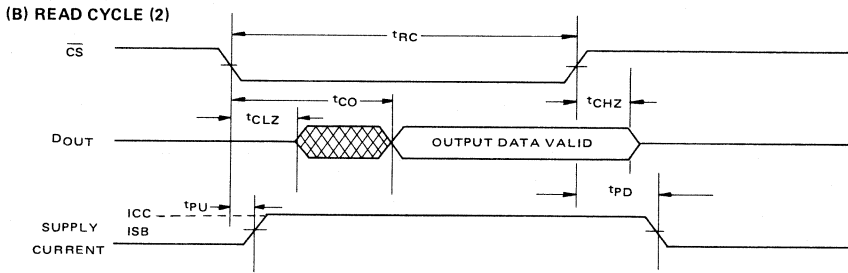 (B) READ CYCLE (2)
tRC
CS
tCO
tCHZ
tCLZ
DOUT
OUTPUT DATA VALID
tPD
tPU
ICC
SUPPLY
ISB
CURRENT